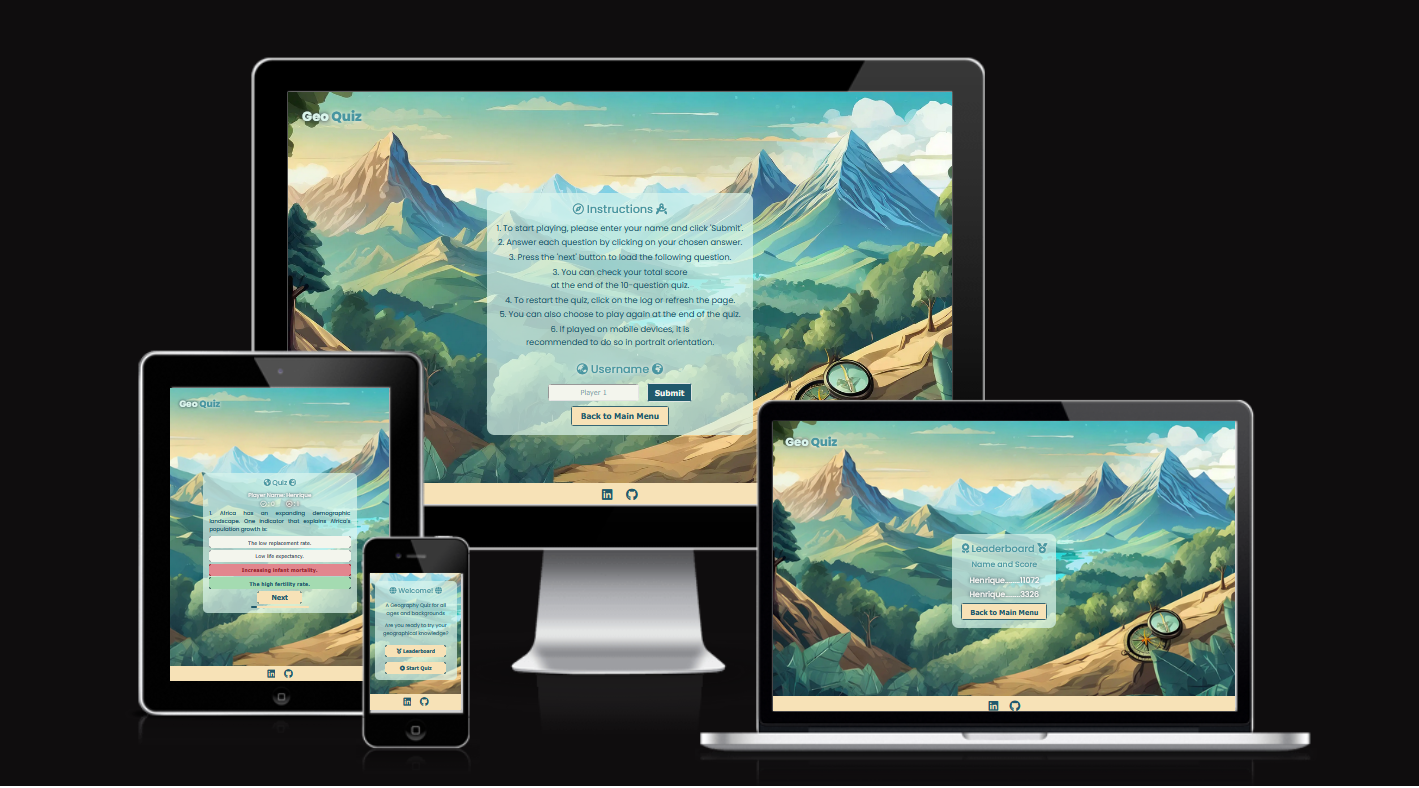 Geo Quiz
Instructions
1. To start playing, please enter your name and click 'Submit'.
2. Answer each question by clicking on your chosen answer.
3. Press the 'next' button to load the following question.
3. You can check your total score
at the end of the 10-question quiz.
4. To restart the quiz, click on the log or refresh the page.
5. You can also choose to play again at the end of the quiz.
6. If played on mobile devices, it is
recommended to do so in portrait orientation.
Username
Player 1
Submit
Back to Main Menu
Geo Quiz
Quiz
Player Name: Henrique
1. Africa has an expanding demographic
landscape. One indicator that explains Africa's
population growth is:
The low replacement rate.
Low life expectancy.
Increasing infant mortality.
The high fertility rate.
Next
Welcome!
A Geography Quiz for all
ages and backgrounds
Are you ready to try your
geographical knowledge?
Leaderboard
Start Quiz
Geo Quiz
Leaderboard
Name and Score
Henrique.......11072
Henrique.......3326
Back to Main Menu